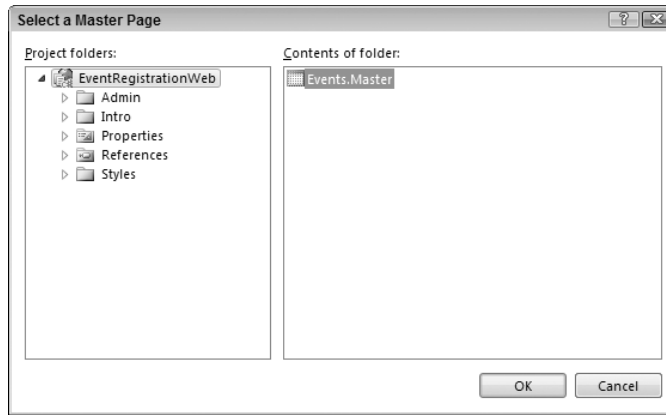 Select a Master Page
Project folders:
Contents of folder:
EventRegistrationWeb
Admin
Intro
Properties
References
Styles
Events.Master
OK
Cancel